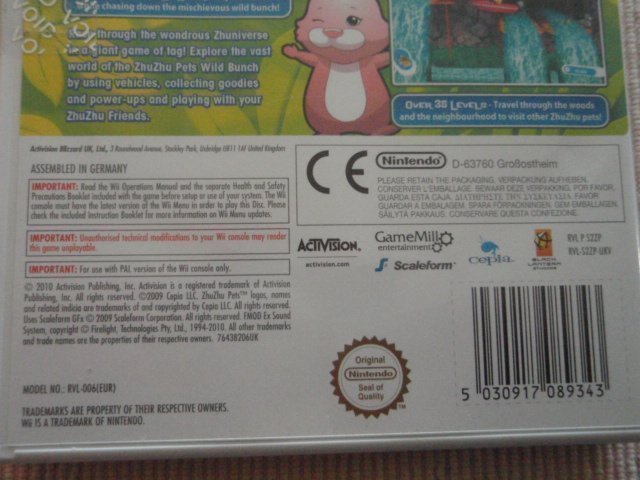 VOID
VO
chasing down the mischievous wild bunch!
through the wondrous Zhuniverse
in a giant game of tag! Explore the vast
world of the ZhuZhu Pets Wild Bunch
by using vehicles, collecting goodies
and power-ups and playing with your
ZhuZhu Friends.
OVER 35 LEVELS - Travel through the woods
and the neighbourhood to visit other ZhuZhu pets!
Activision Blizzard UK, Ltd., 3 Roundwood Avenue, Stockley Park, Uxbridge UB11 1AF United Kingdom
ASSEMBLED IN GERMANY
IMPORTANT: Read the Wii Operations Manual and the separate Health and Safety
Precautions Booklet included with the game before setup or use of your system. The Wii
console must have the latest version of the Wii Menu in order to play this Disc. Please
check the included Instruction Booklet for more information on Wii Menu updates.
IMPORTANT: Unauthorised technical modifications to your Wii console may render
this game unplayable.
IMPORTANT: For use with PAL version of the Wii console only.
© 2010 Activision Publishing, Inc. Activision is a registered trademark of Activision
Publishing, Inc. All rights reserved. ©2009 Cepia LLC. ZhuZhu Pets™ logos, names
and related indicia are trademarks of and copyrighted by Cepia LLC. All rights reserved.
Uses Scaleform GFx © 2009 Scaleform Corporation. All rights reserved. FMOD Ex Sound
System, copyright © Firelight, Technologies Pty, Ltd., 1994-2010. All other trademarks
and trade names are the properties of their respective owners. 76438206UK
MODEL NO.: RVL-006(EUR)
TRADEMARKS ARE PROPERTY OF THEIR RESPECTIVE OWNERS.
Wii IS A TRADEMARK OF NINTENDO.
CE
Nintendo
D-63760 Großostheim
PLEASE RETAIN THE PACKAGING. VERPACKUNG AUFHEBEN.
CONSERVER L'EMBALLAGE. BEWAAR DEZE VERPAKKING. POR FAVOR,
GUARDA ESTA CAJA. ΔΙΑΤΗΡΗΣΤΕ ΤΗΝ ΣΥΣΚΕΥΑΣΙΑ. FAVOR
GUARDAR A EMBALAGEM. SPARA FÖRPACKNINGEN. GEM EMBALLAGEN.
SÄILYTÄ PAKKAUS. CONSERVARE QUESTA CONFEZIONE.
ACTIVISION.
activision.com
GameMill
entertainment
Scaleform
cepia
BLACK
LANTERN
STUDIOS
RVL P SZZP
RVL-SZZP-UKV
Original
Nintendo
Seal of
Quality
TM
5 030917 089343